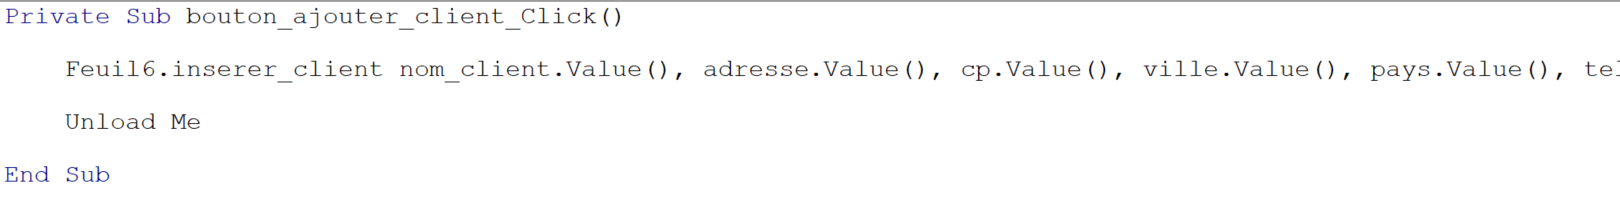 Private Sub bouton_ajouter_client_Click()
Feuil6.inserer_client nom_client.Value(), adresse.Value(), cp.Value(), ville.Value(), pays.Value(),
Unload Me
End Sub